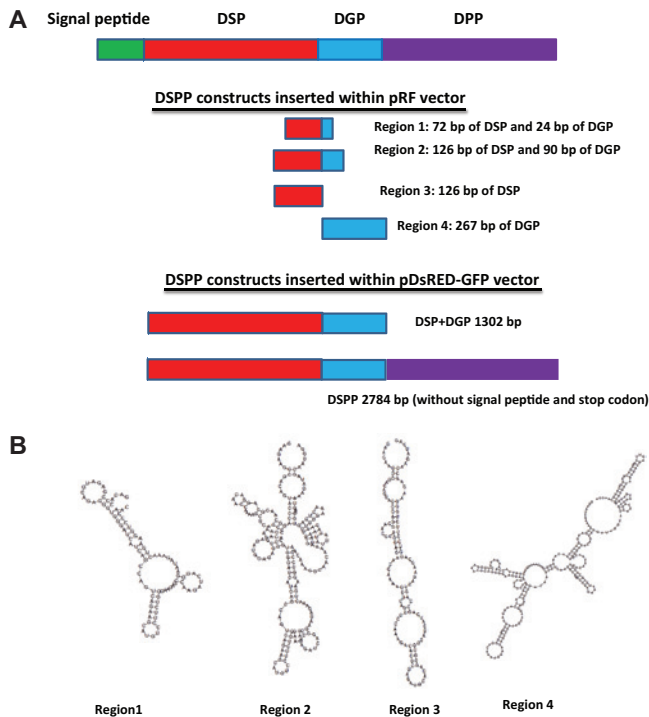 A
Signal peptide DSP DGP DPP
DSPP constructs inserted within pRF vector
Region 1: 72 bp of DSP and 24 bp of DGP
Region 2: 126 bp of DSP and 90 bp of DGP
Region 3: 126 bp of DSP
Region 4: 267 bp of DGP
DSPP constructs inserted within pDsRED-GFP vector
DSP+DGP 1302 bp
DSPP 2784 bp (without signal peptide and stop codon)
B
Region1 Region 2 Region 3 Region 4